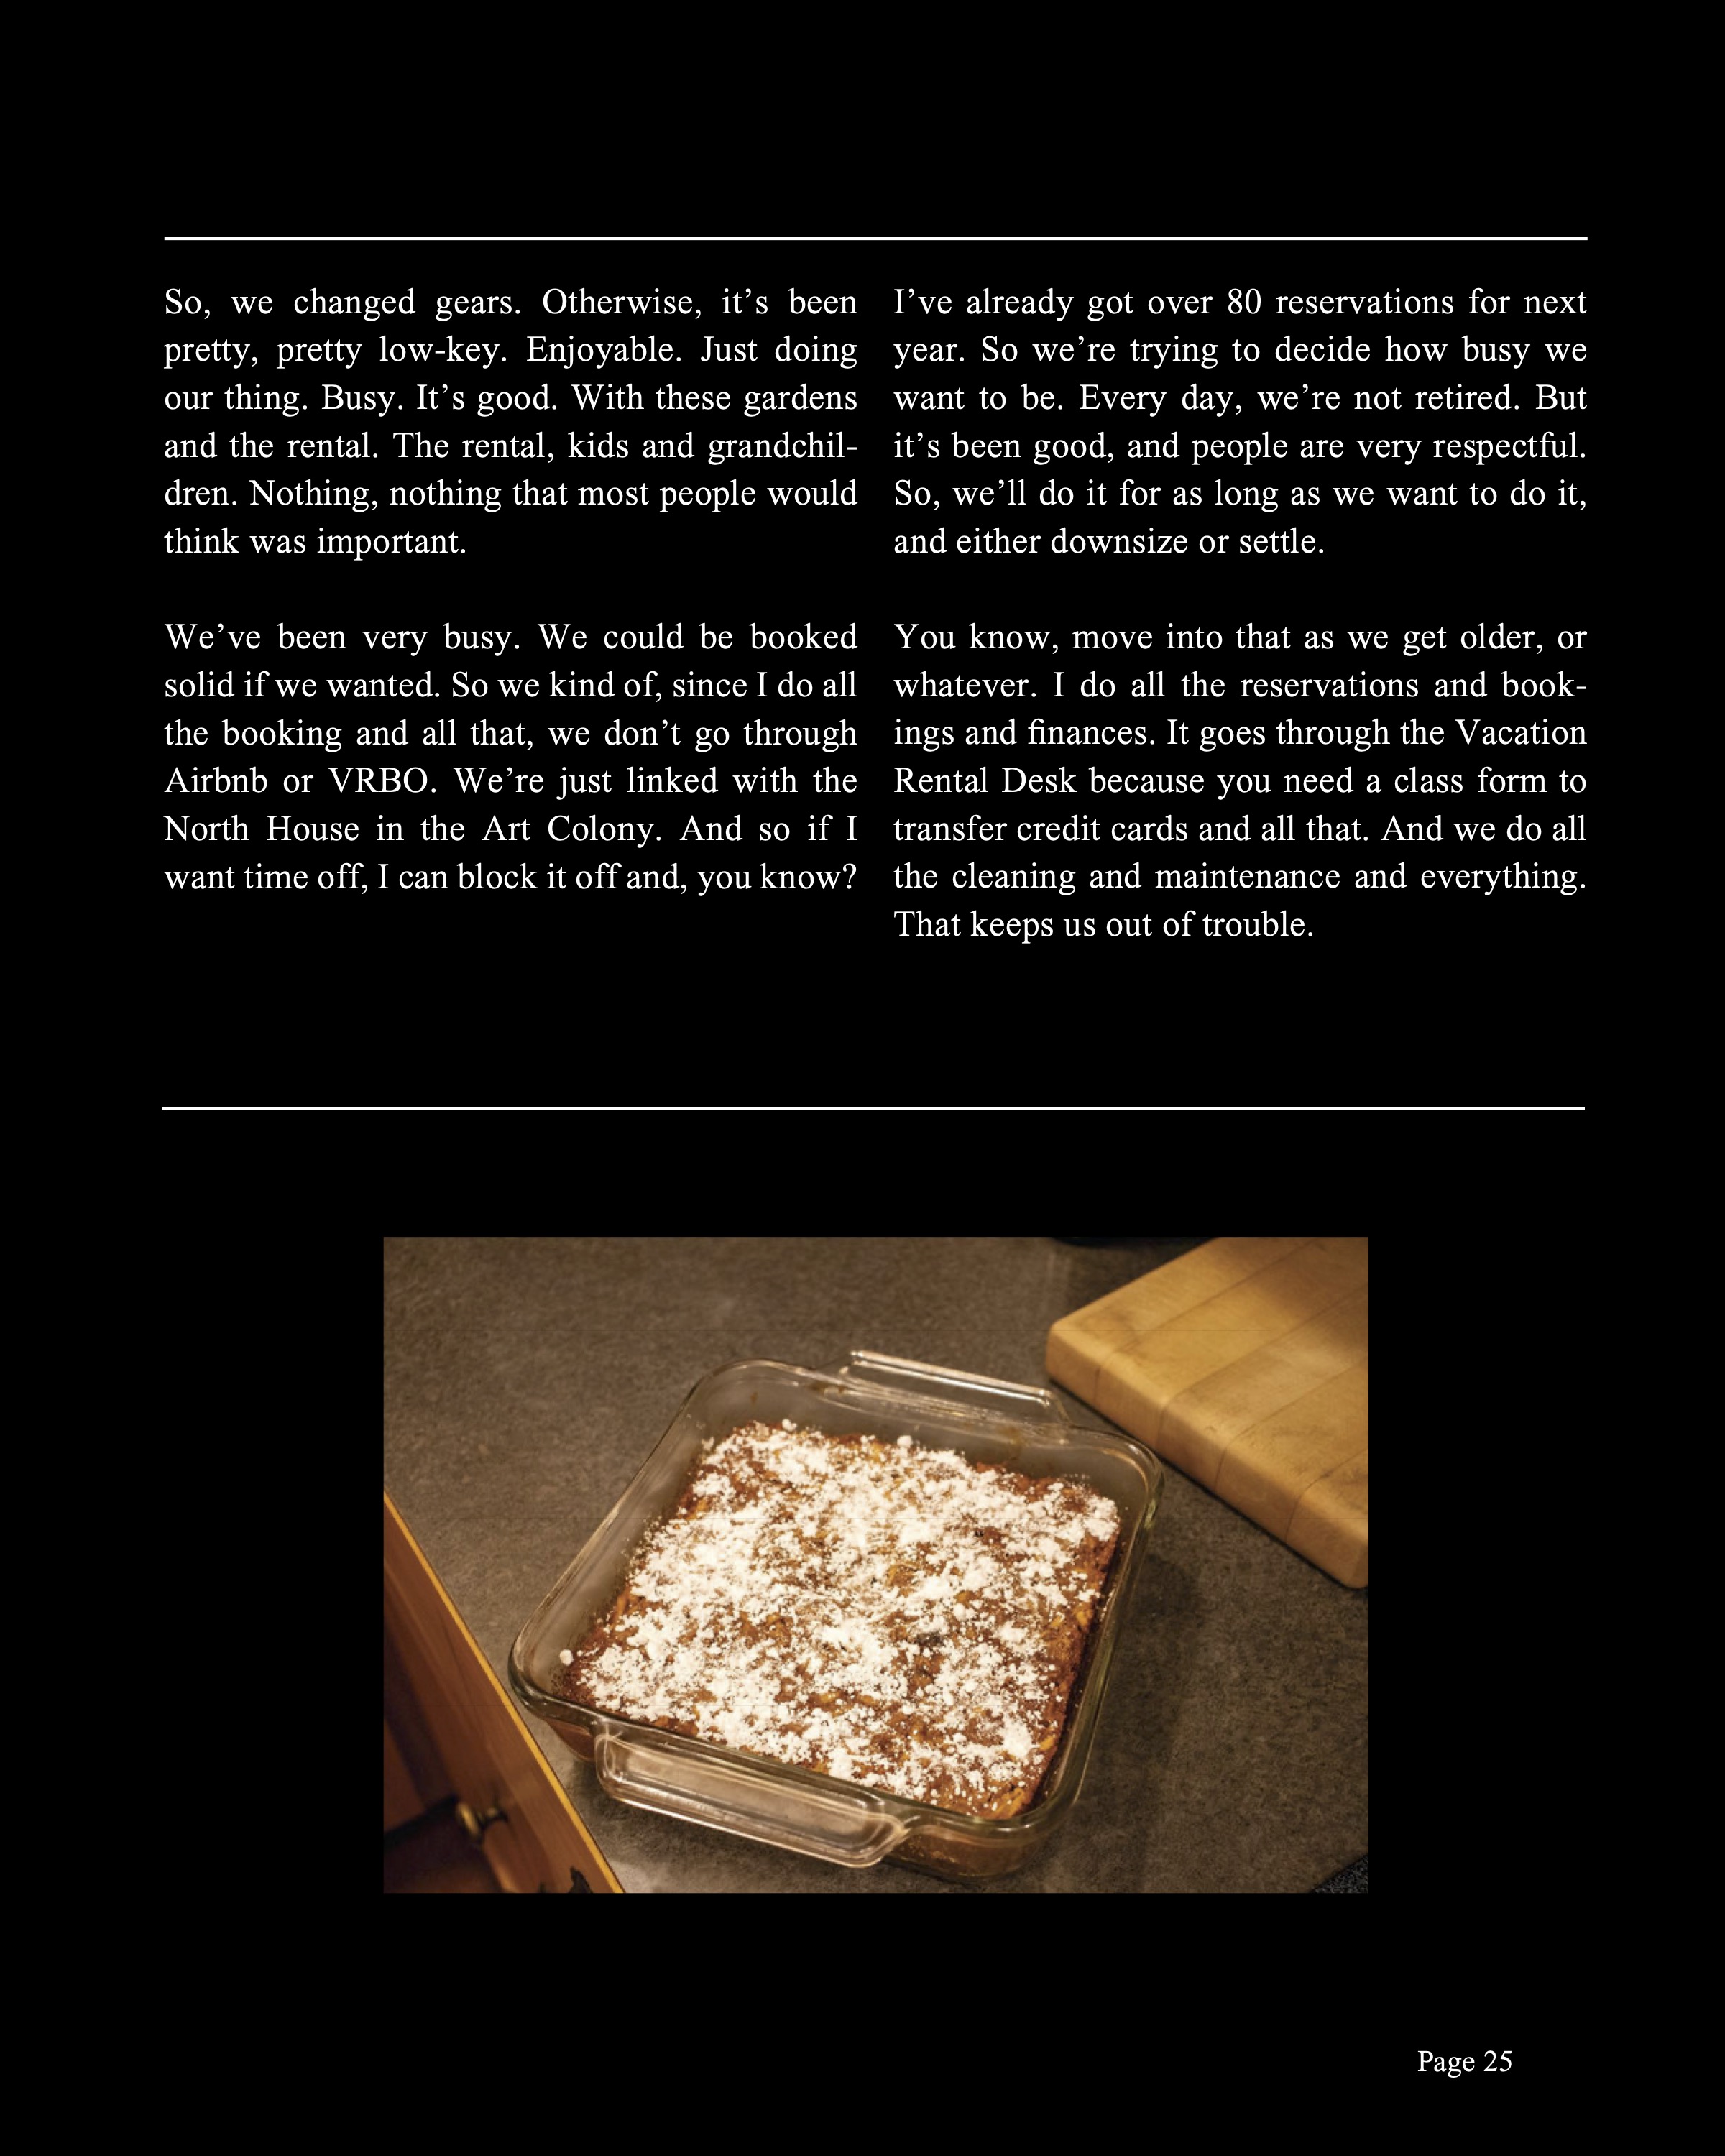 So, we changed gears. Otherwise, it’s been
pretty, pretty low-key. Enjoyable. Just doing
our thing. Busy. It’s good. With these gardens
and the rental. The rental, kids and grandchil-
dren. Nothing, nothing that most people would
think was important.
We’ve been very busy. We could be booked
solid if we wanted. So we kind of, since I do all
the booking and all that, we don’t go through
Airbnb or VRBO. We’re just linked with the
North House in the Art Colony. And so if I
want time off, I can block it off and, you know?
I’ve already got over 80 reservations for next
year. So we’re trying to decide how busy we
want to be. Every day, we’re not retired. But
it’s been good, and people are very respectful.
So, we’ll do it for as long as we want to do it,
and either downsize or settle.
You know, move into that as we get older, or
whatever. I do all the reservations and book-
ings and finances. It goes through the Vacation
Rental Desk because you need a class form to
transfer credit cards and all that. And we do all
the cleaning and maintenance and everything.
That keeps us out of trouble.
Page 25